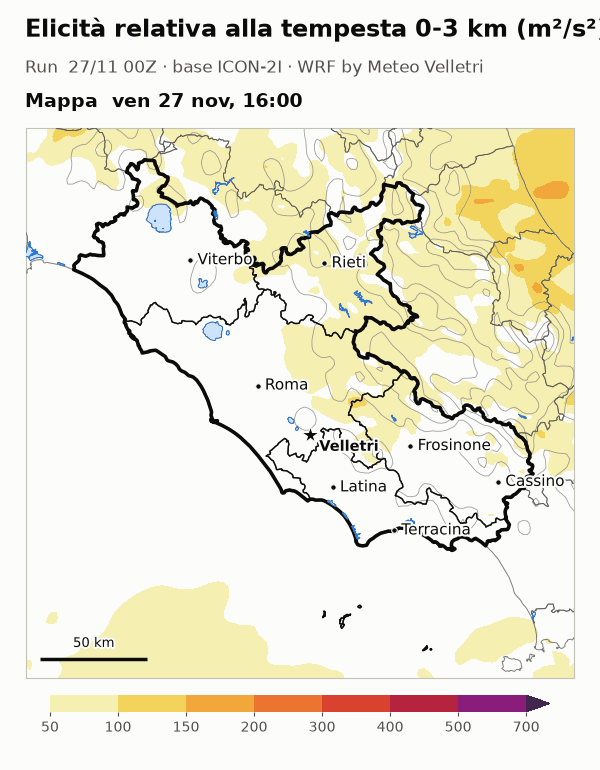 Elicità relativa alla tempesta 0-3 km (m²/s²)
Run 27/11 00Z · base ICON-2I · WRF by Meteo Velletri
Mappa ven 27 nov, 16:00
Viterbo
Rieti
Roma
Velletri
Frosinone
Cassino
Latina
Terracina
50 km
50 100 150 200 300 400 500 700